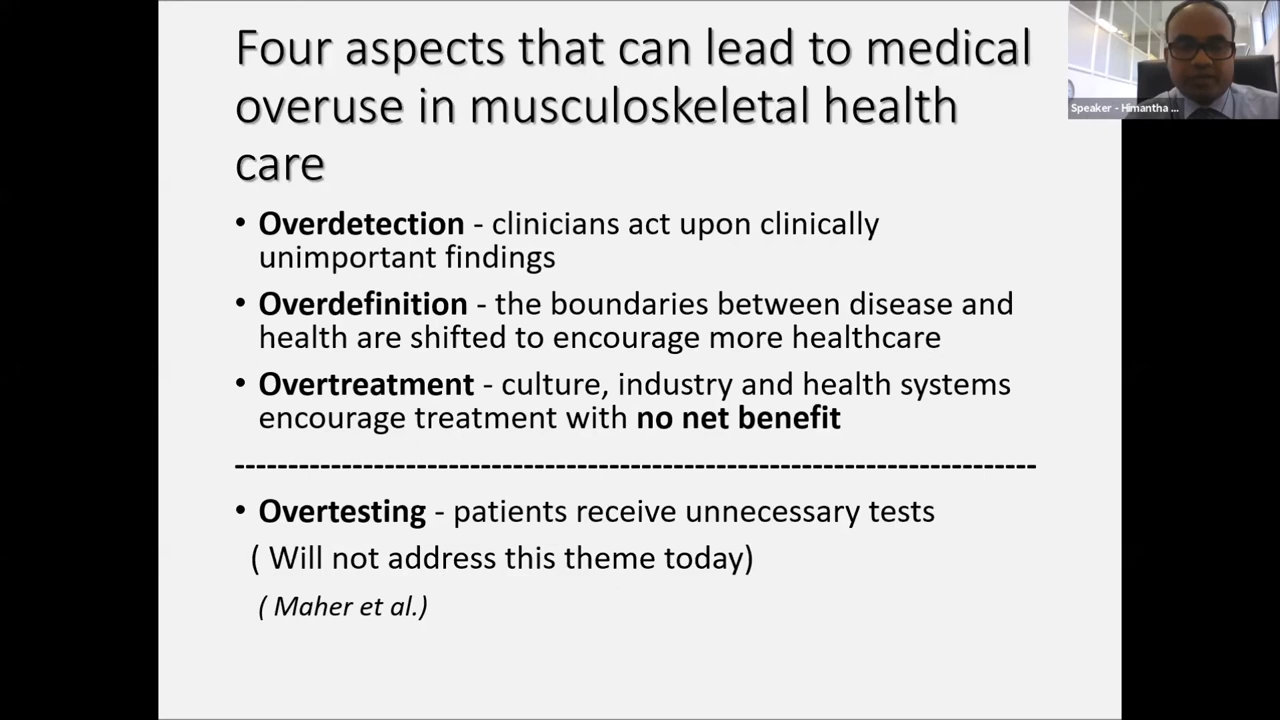 Four aspects that can lead to medical
overuse in musculoskeletal health
care
Speaker - Himantha ...
• Overdetection - clinicians act upon clinically
unimportant findings
• Overdefinition - the boundaries between disease and
health are shifted to encourage more healthcare
• Overtreatment - culture, industry and health systems
encourage treatment with no net benefit
-------------------------------------------------------------------------
• Overtesting - patients receive unnecessary tests
( Will not address this theme today)
( Maher et al.)